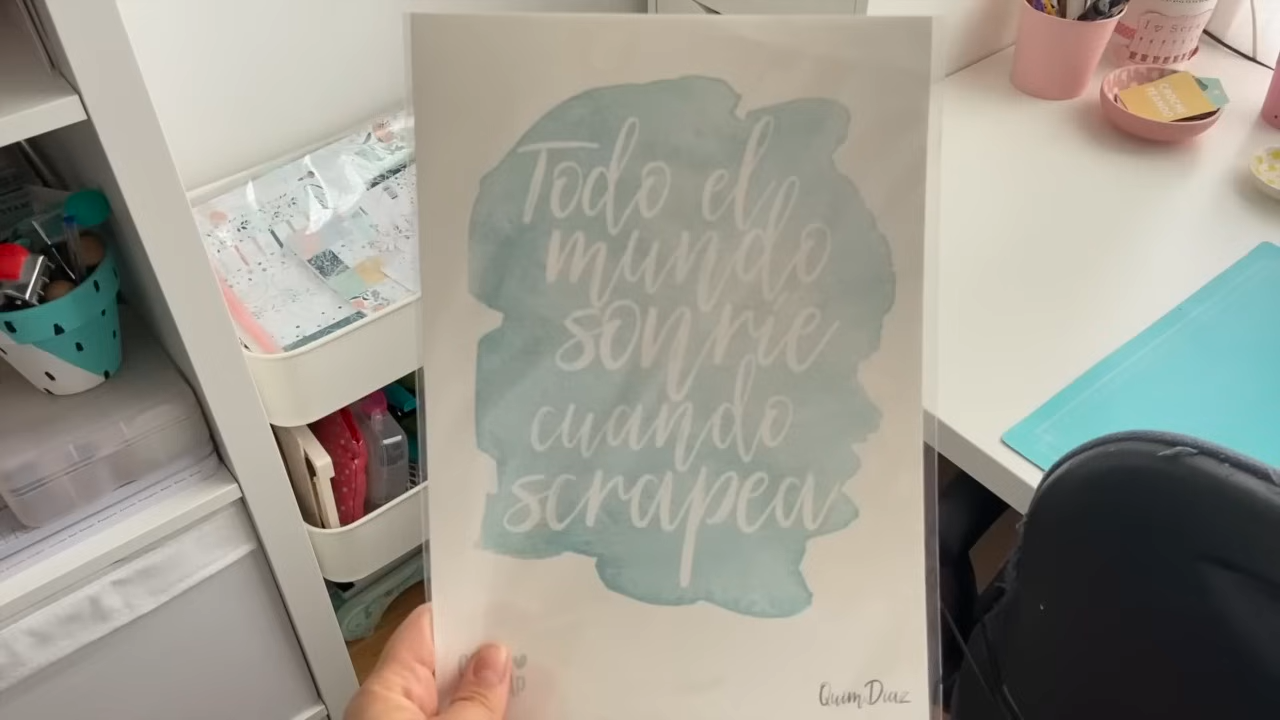 Todo el
mundo
sonríe
cuando
scrapea
Quim Díaz